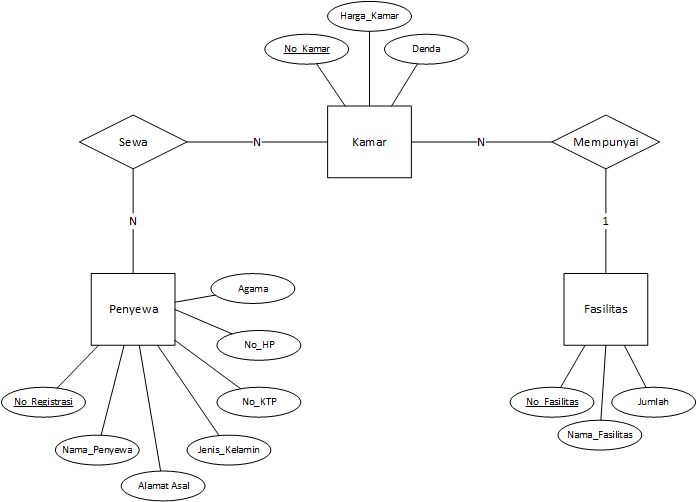 Harga_Kamar
No_Kamar
Denda
Sewa
N
Kamar
N
Mempunyai
N
1
Penyewa
Agama
No_HP
No_KTP
Jenis_Kelamin
Alamat Asal
Nama_Penyewa
No_Registrasi
Fasilitas
No_Fasilitas
Nama_Fasilitas
Jumlah